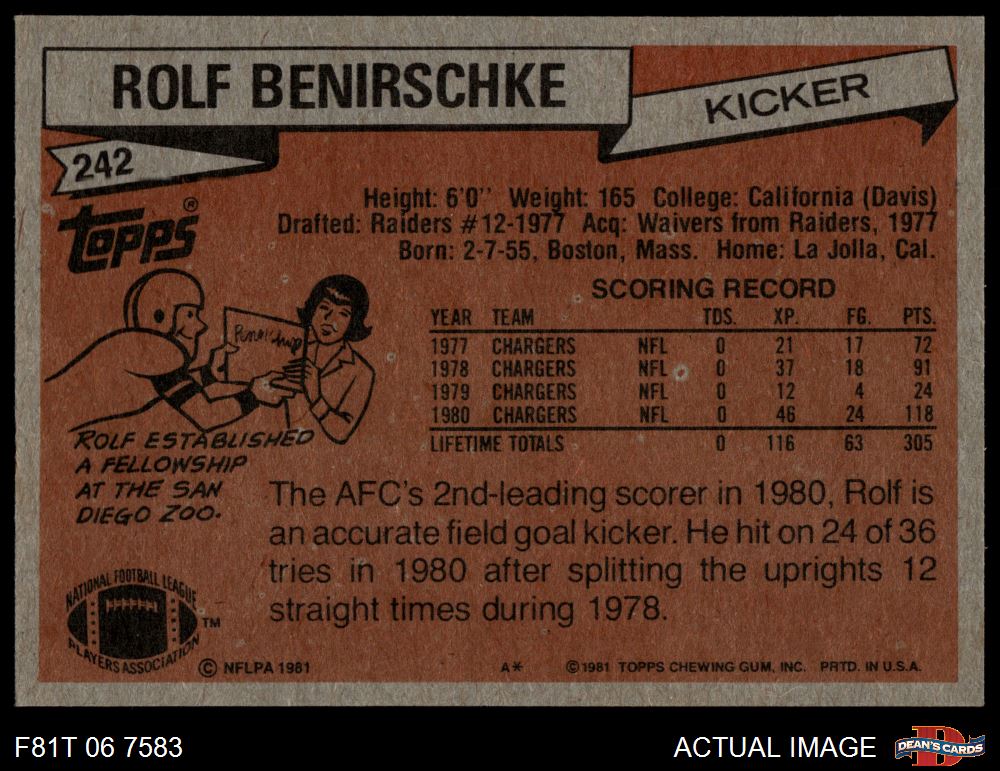 ROLF BENIRSCHKE
KICKER
242
TOPPS®
Height: 6'0'' Weight: 165 College: California (Davis)
Drafted: Raiders #12-1977 Acq: Waivers from Raiders, 1977
Born: 2-7-55, Boston, Mass. Home: La Jolla, Cal.
SCORING RECORD
YEAR TEAM TDS. XP. FG. PTS.
1977 CHARGERS NFL 0 21 17 72
1978 CHARGERS NFL 0 37 18 91
1979 CHARGERS NFL 0 12 4 24
1980 CHARGERS NFL 0 46 24 118
LIFETIME TOTALS 0 116 63 305
ROLF ESTABLISHED
A FELLOWSHIP
AT THE SAN
DIEGO ZOO.
The AFC's 2nd-leading scorer in 1980, Rolf is
an accurate field goal kicker. He hit on 24 of 36
tries in 1980 after splitting the uprights 12
straight times during 1978.
NATIONAL FOOTBALL LEAGUE
PLAYERS ASSOCIATION
TM
© NFLPA 1981
A*
© 1981 TOPPS CHEWING GUM, INC. PRTD. IN U.S.A.
F81T 06 7583
ACTUAL IMAGE
D
DEAN'S CARDS